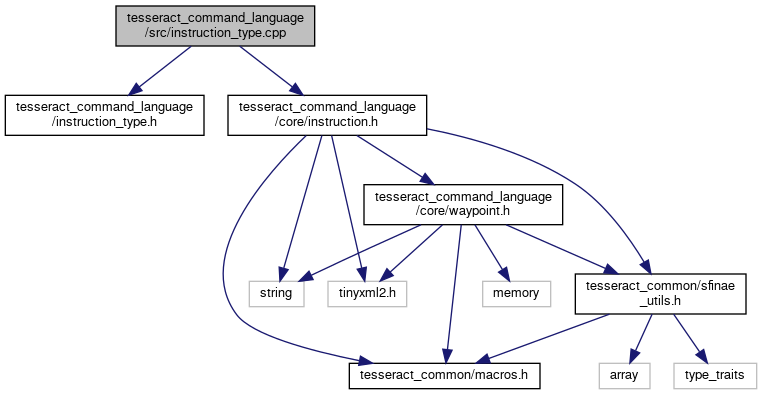 tesseract_command_language
/src/instruction_type.cpp
tesseract_command_language
/instruction_type.h
tesseract_command_language
/core/instruction.h
tesseract_command_language
/core/waypoint.h
string
tinyxml2.h
memory
tesseract_common/sfinae
_utils.h
tesseract_common/macros.h
array
type_traits